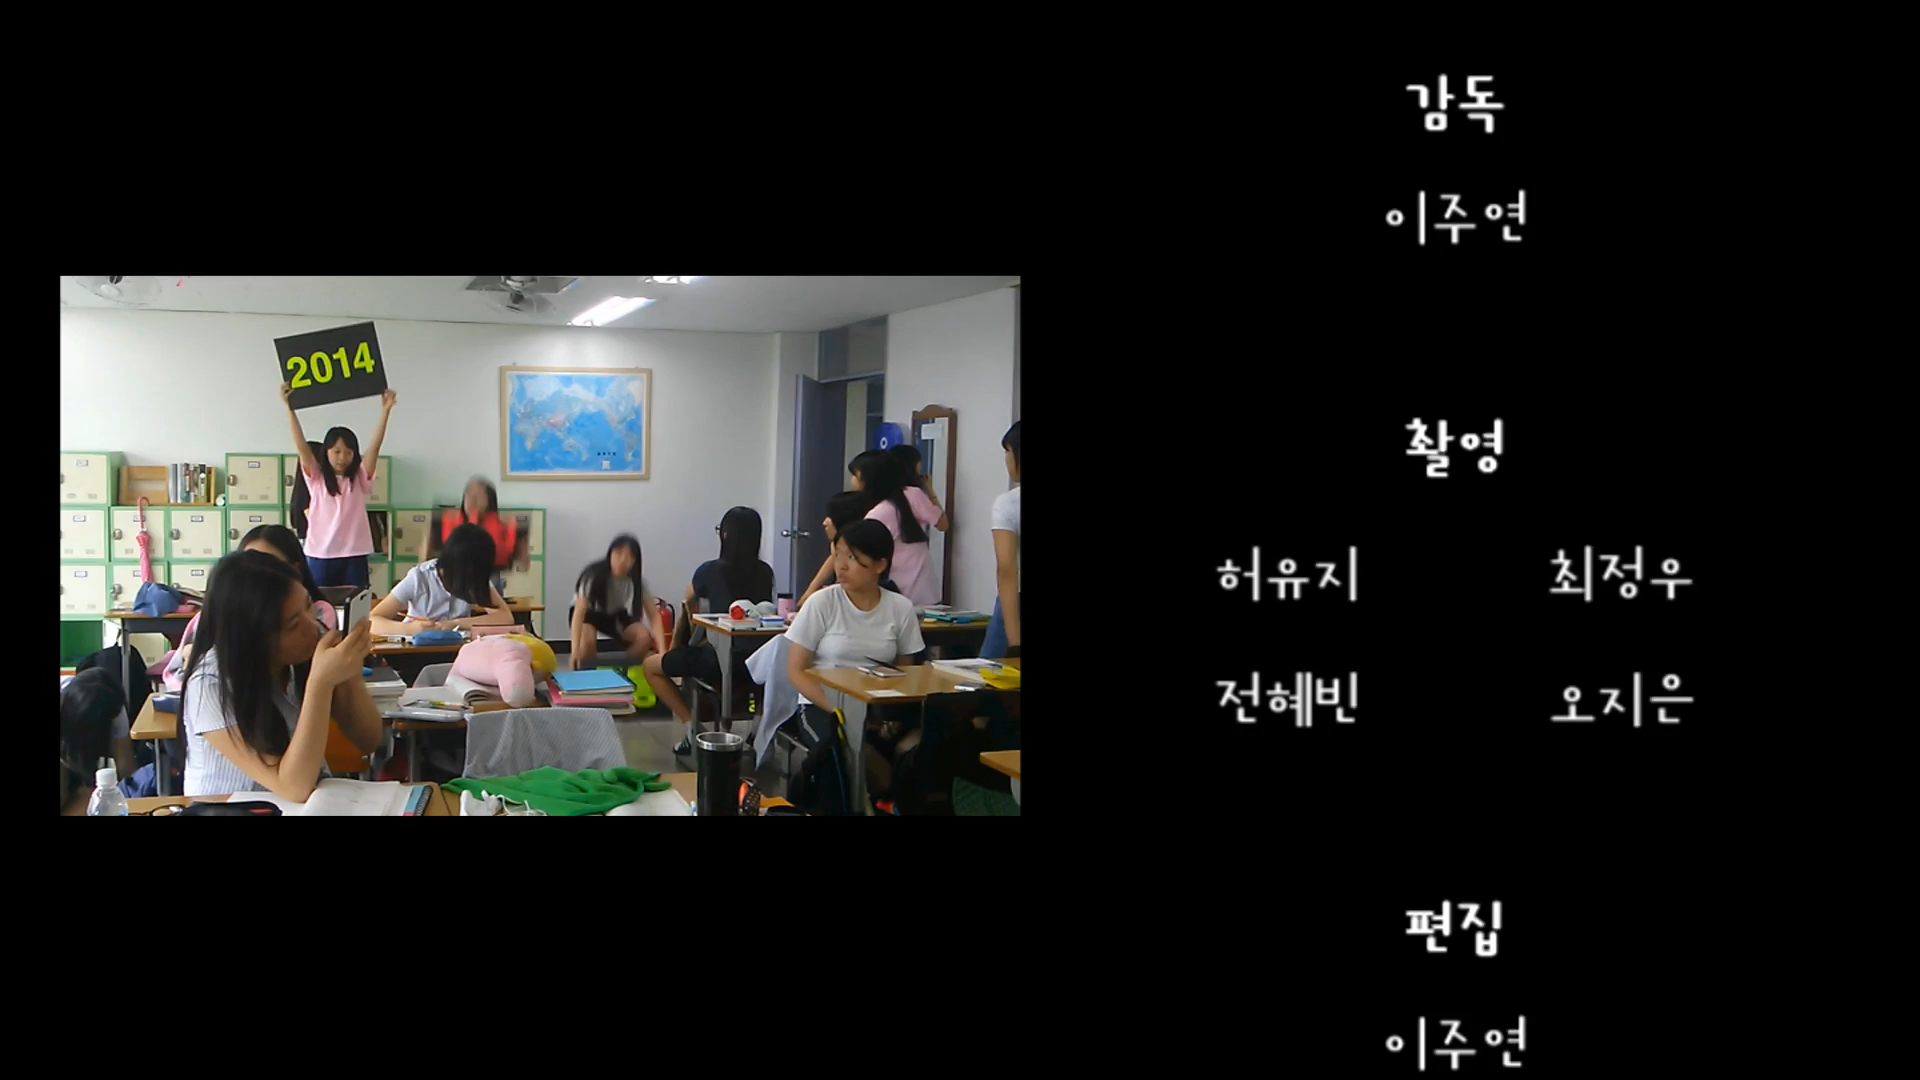 2014
감독
이주연
촬영
허유지 최정우
전혜빈 오지은
편집
이주연